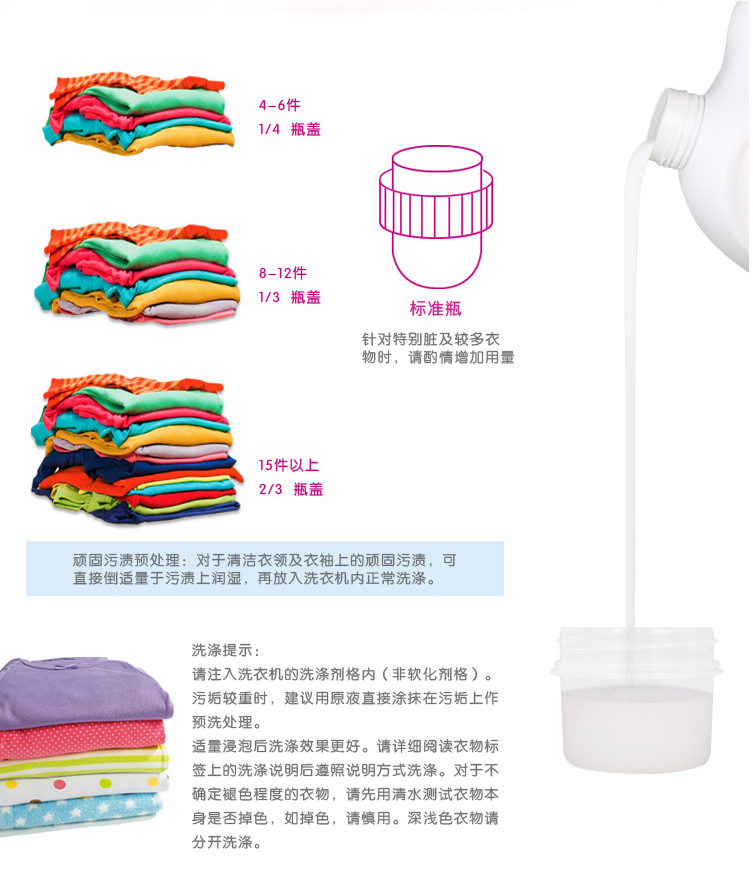 4-6件
1/4 瓶盖
8-12件
1/3 瓶盖
标准瓶
针对特别脏及较多衣
物时，请酌情增加用量
15件以上
2/3 瓶盖
顽固污渍预处理：对于清洁衣领及衣袖上的顽固污渍，可
直接倒适量于污渍上润湿，再放入洗衣机内正常洗涤。
洗涤提示：
请注入洗衣机的洗涤剂格内（非软化剂格）。
污垢较重时，建议用原液直接涂抹在污垢上作
预洗处理。
适量浸泡后洗涤效果更好。请详细阅读衣物标
签上的洗涤说明后遵照说明方式洗涤。对于不
确定褪色程度的衣物，请先用清水测试衣物本
身是否掉色，如掉色，请慎用。深浅色衣物请
分开洗涤。